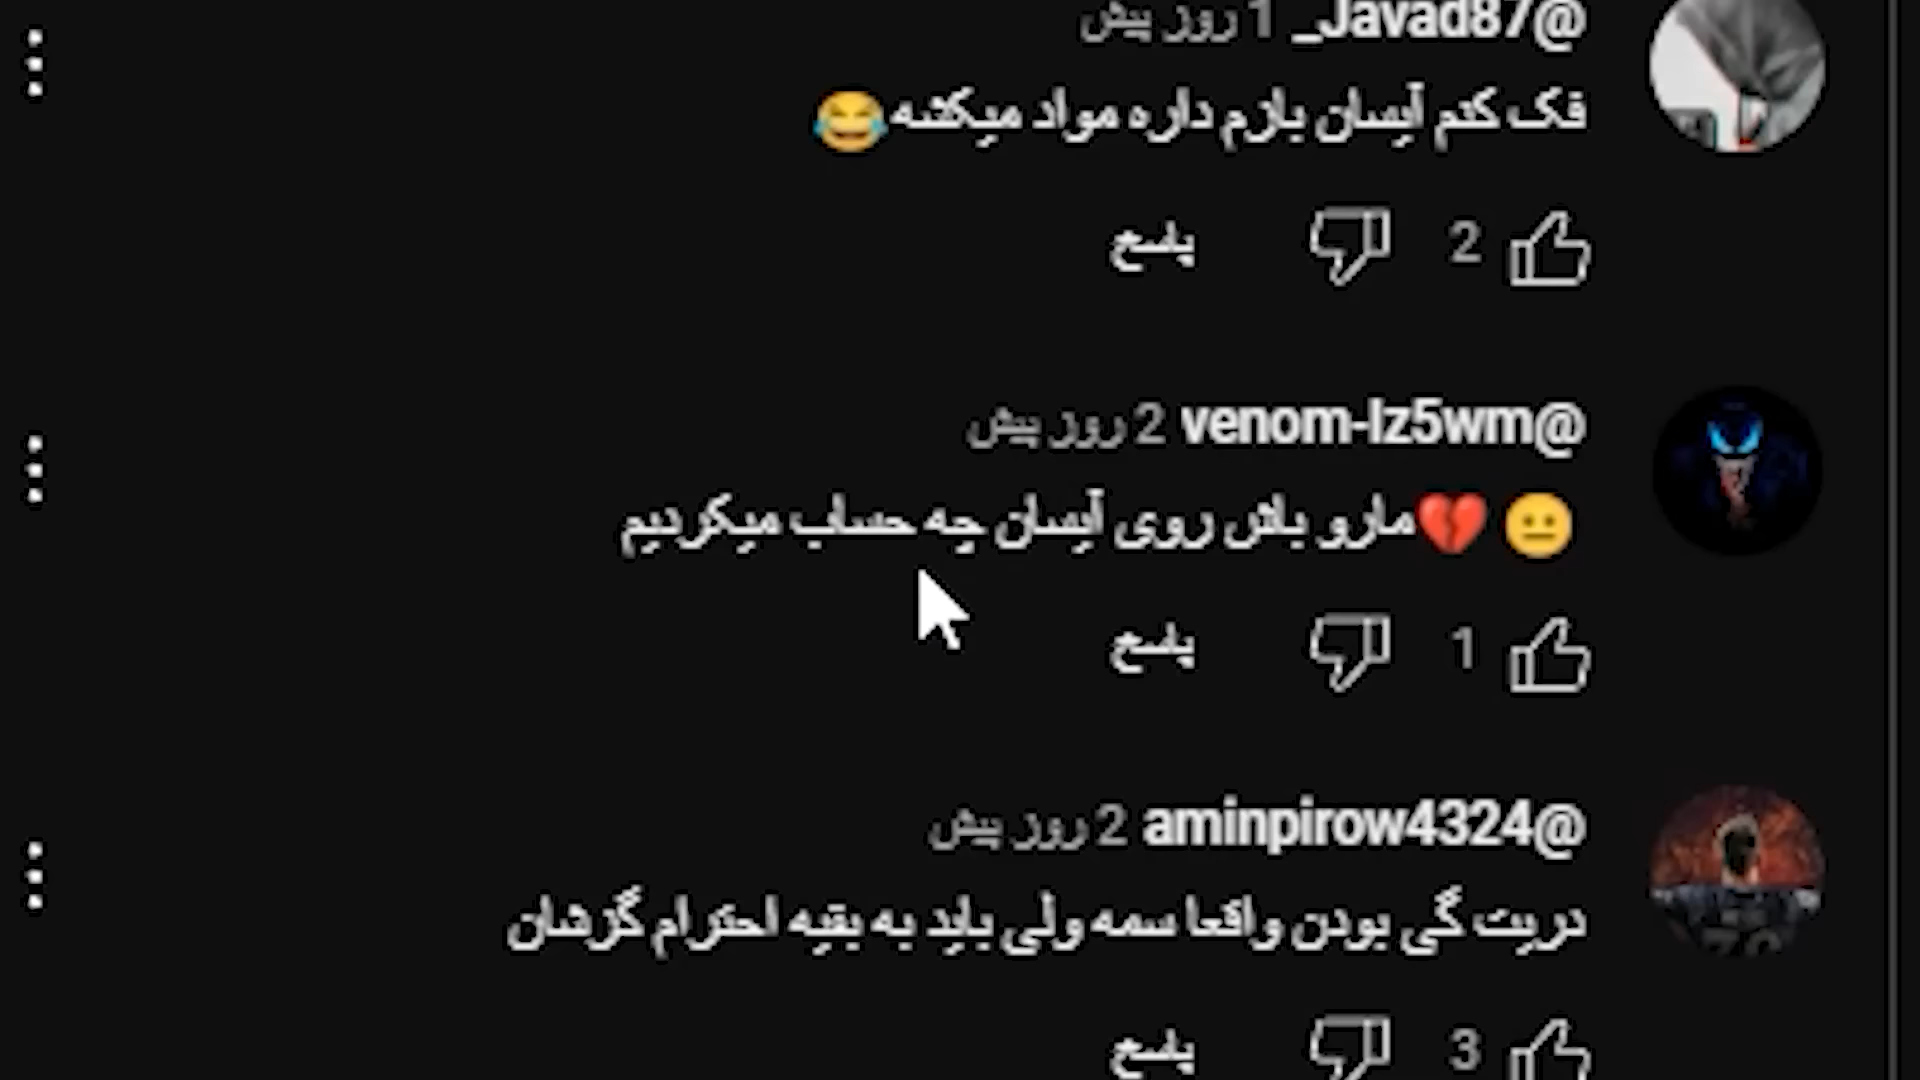 @Javad87_ 1 روز پیش
فک کنم آیسان بازم داره مواد میکشه😂
2 پاسخ
@venom-lz5wm 2 روز پیش
😐 💔مارو باش روی آیسان چه حساب میکردیم
1 پاسخ
@aminpirow4324 2 روز پیش
دریت گی بودن واقعا سمه ولی باید به بقیه احترام گزشان
3 پاسخ